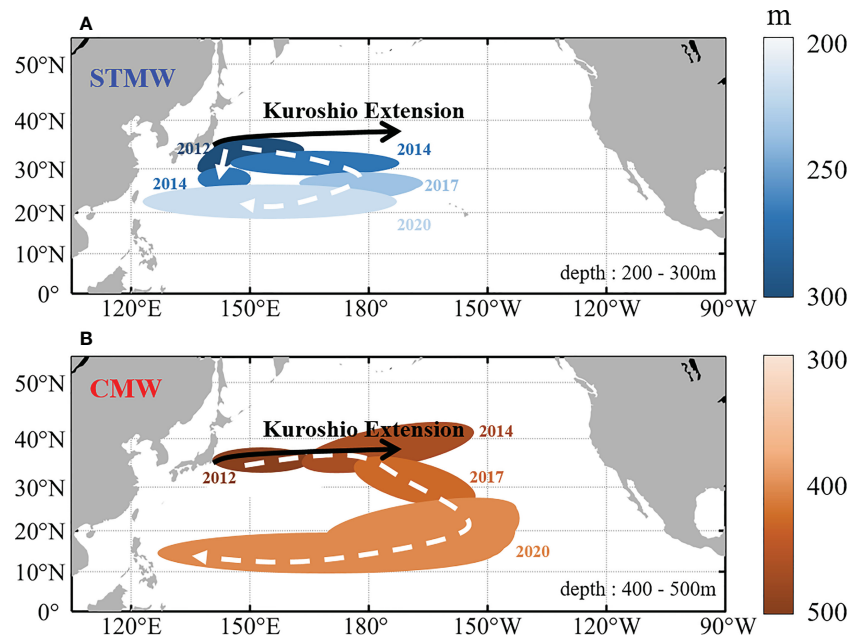 A
m
STMW
50°N
200
Kuroshio Extension
40°N
2012
2014
30°N
250
2014
2017
20°N
2020
10°N
depth : 200 - 300m
0°
300
120°E 150°E 180° 150°W 120°W 90°W
B
300
CMW
50°N
Kuroshio Extension
2014
40°N
2012
2017
400
30°N
20°N
2020
10°N
depth : 400 - 500m
0°
500
120°E 150°E 180° 150°W 120°W 90°W